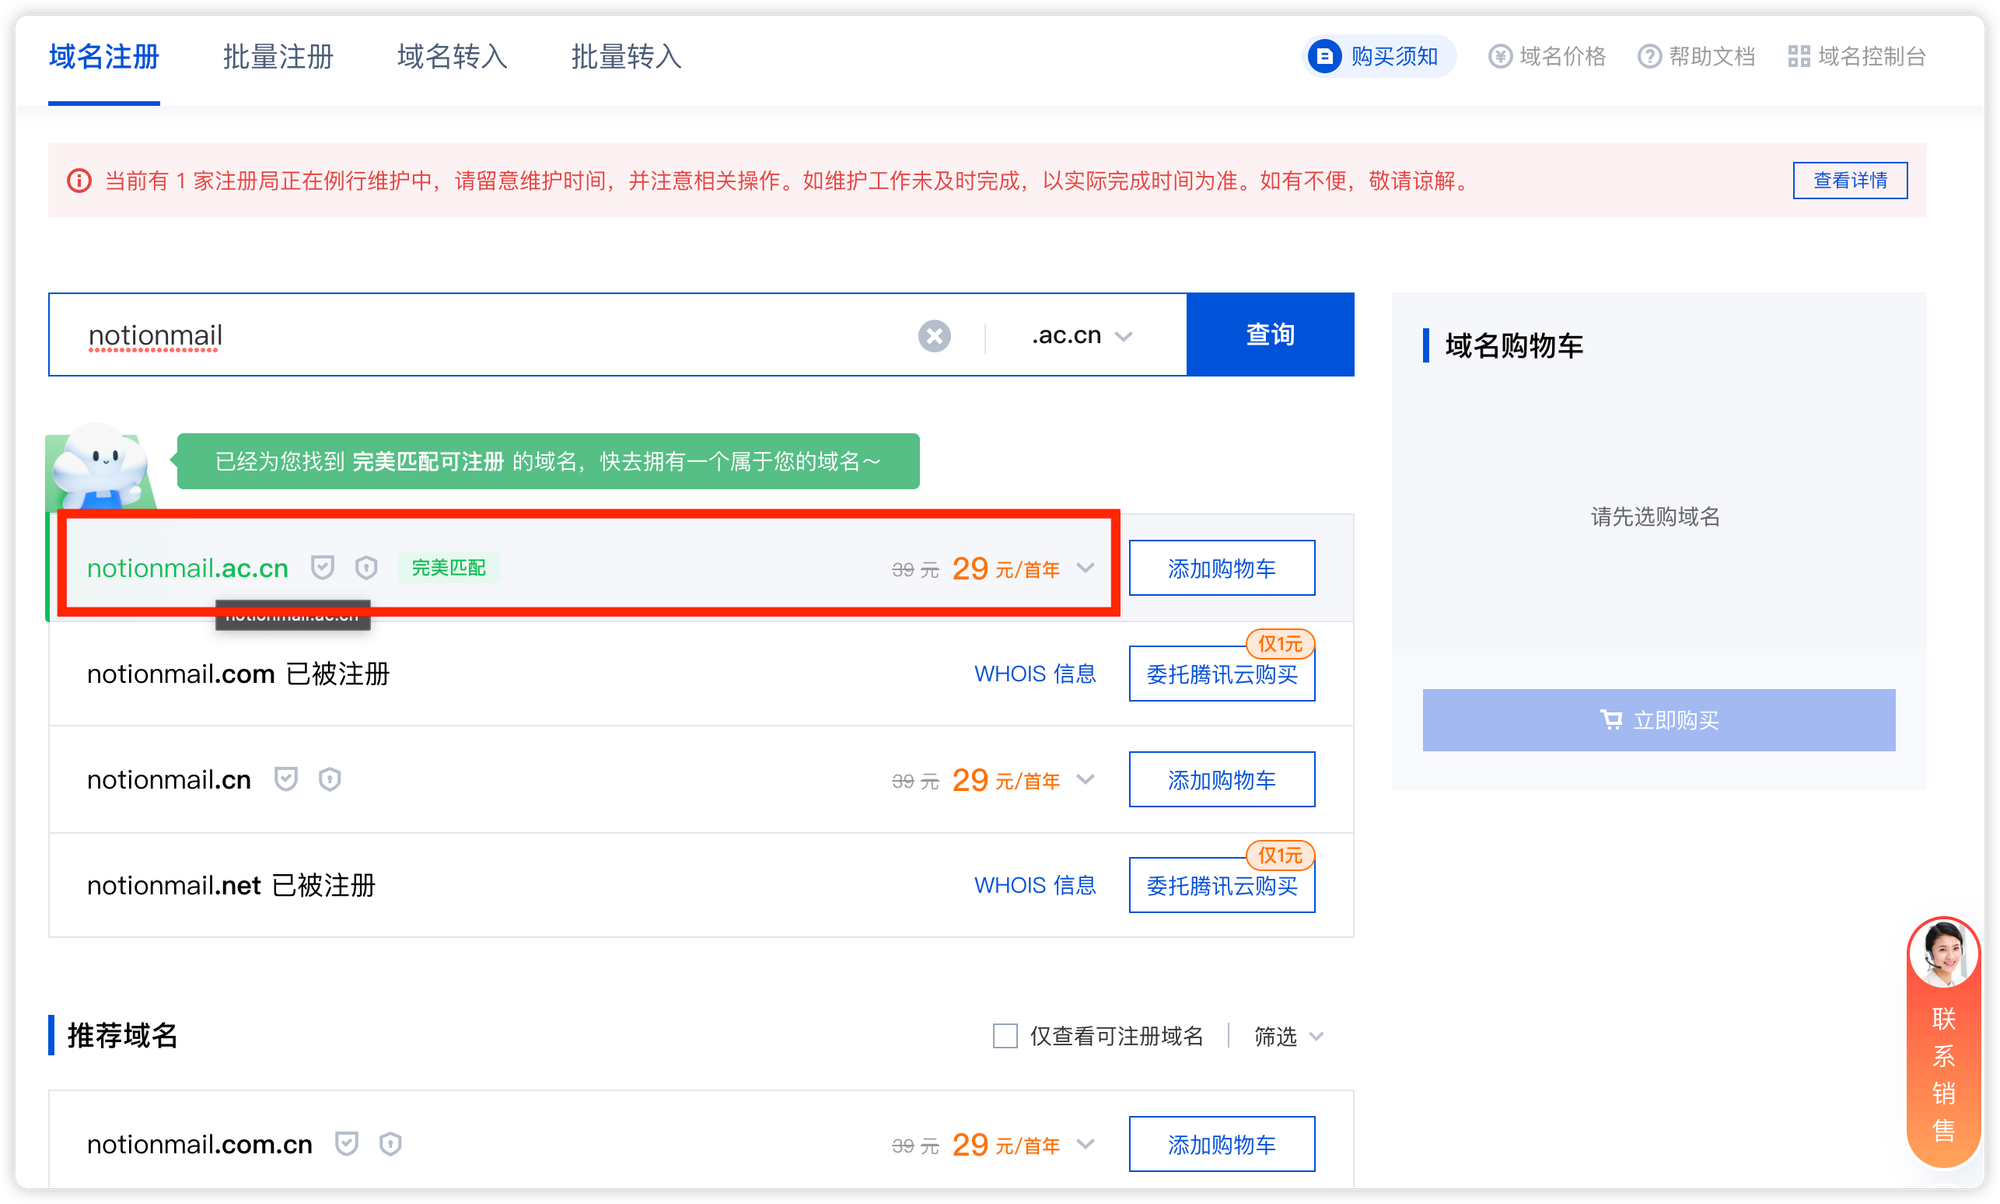 域名注册 批量注册 域名转入 批量转入 购买须知 域名价格 帮助文档 域名控制台
当前有 1 家注册局正在例行维护中，请留意维护时间，并注意相关操作。如维护工作未及时完成，以实际完成时间为准。如有不便，敬请谅解。 查看详情
notionmail .ac.cn 查询
域名购物车
已经为您找到 完美匹配可注册 的域名，快去拥有一个属于您的域名～
请先选购域名
notionmail.ac.cn 完美匹配 39 元 29 元/首年 添加购物车
notionmail.ac.cn
仅1元
notionmail.com 已被注册 WHOIS 信息 委托腾讯云购买
立即购买
notionmail.cn 39 元 29 元/首年 添加购物车
仅1元
notionmail.net 已被注册 WHOIS 信息 委托腾讯云购买
推荐域名 仅查看可注册域名 筛选
notionmail.com.cn 39 元 29 元/首年 添加购物车
联
系
销
售